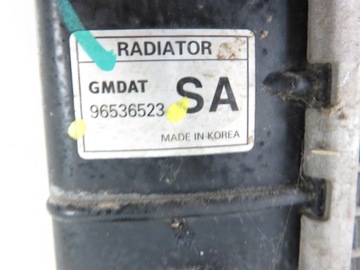 RADIATOR
GMDAT SA
96536523
MADE IN KOREA